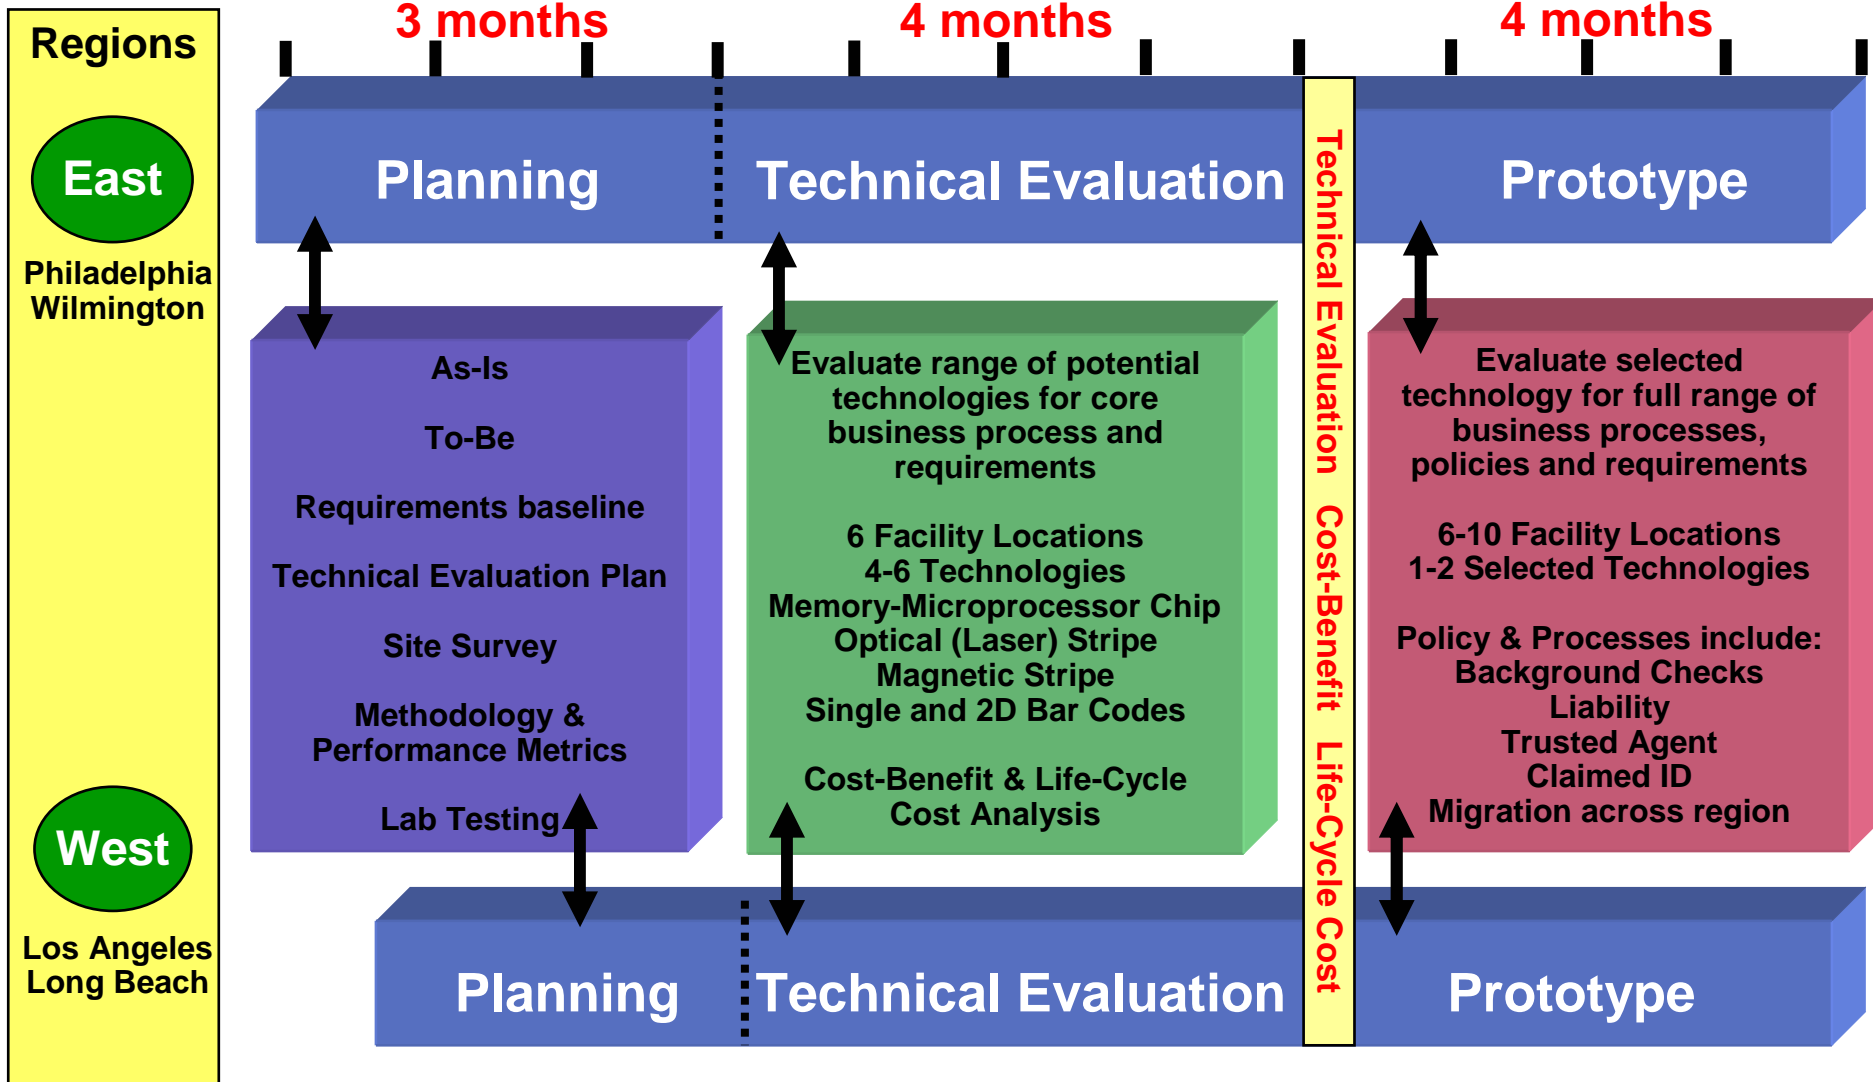 3 months
4 months
4 months
Regions
East
Philadelphia
Wilmington
West
Los Angeles
Long Beach
Planning
Technical Evaluation
Prototype
As-Is
To-Be
Requirements baseline
Technical Evaluation Plan
Site Survey
Methodology &
Performance Metrics
Lab Testing
Evaluate range of potential
technologies for core
business process and
requirements
6 Facility Locations
4-6 Technologies
Memory-Microprocessor Chip
Optical (Laser) Stripe
Magnetic Stripe
Single and 2D Bar Codes
Cost-Benefit & Life-Cycle
Cost Analysis
Technical Evaluation Cost-Benefit Life-Cycle Cost
Evaluate selected
technology for full range of
business processes,
policies and requirements
6-10 Facility Locations
1-2 Selected Technologies
Policy & Processes include:
Background Checks
Liability
Trusted Agent
Claimed ID
Migration across region
Planning
Technical Evaluation
Prototype